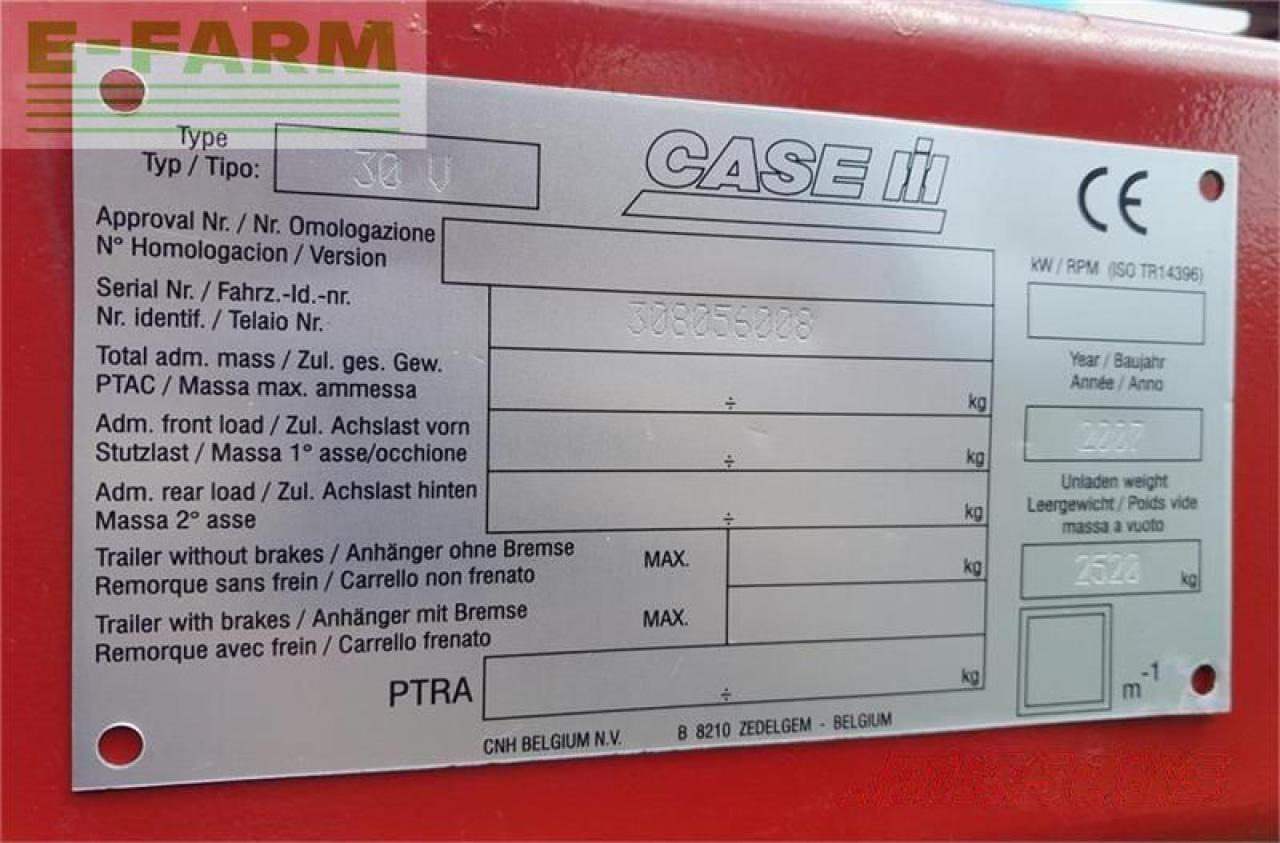 E-FARM
Type
Typ / Tipo:
30 V
CASE IH
CE
Approval Nr. / Nr. Omologazione
N° Homologacion / Version
kW / RPM (ISO TR14396)
Serial Nr. / Fahrz.-Id.-nr.
Nr. identif. / Telaio Nr.
308056008
Total adm. mass / Zul. ges. Gew.
PTAC / Massa max. ammessa
÷ kg
Year / Baujahr
Année / Anno
2007
Adm. front load / Zul. Achslast vorn
Stutzlast / Massa 1° asse/occhione
÷ kg
Adm. rear load / Zul. Achslast hinten
Massa 2° asse
÷ kg
Unladen weight
Leergewicht / Poids vide
massa a vuoto
2520 kg
Trailer without brakes / Anhänger ohne Bremse
Remorque sans frein / Carrello non frenato
MAX. kg
Trailer with brakes / Anhänger mit Bremse
Remorque avec frein / Carrello frenato
MAX.
PTRA ÷ kg
m-1
CNH BELGIUM N.V. B 8210 ZEDELGEM - BELGIUM